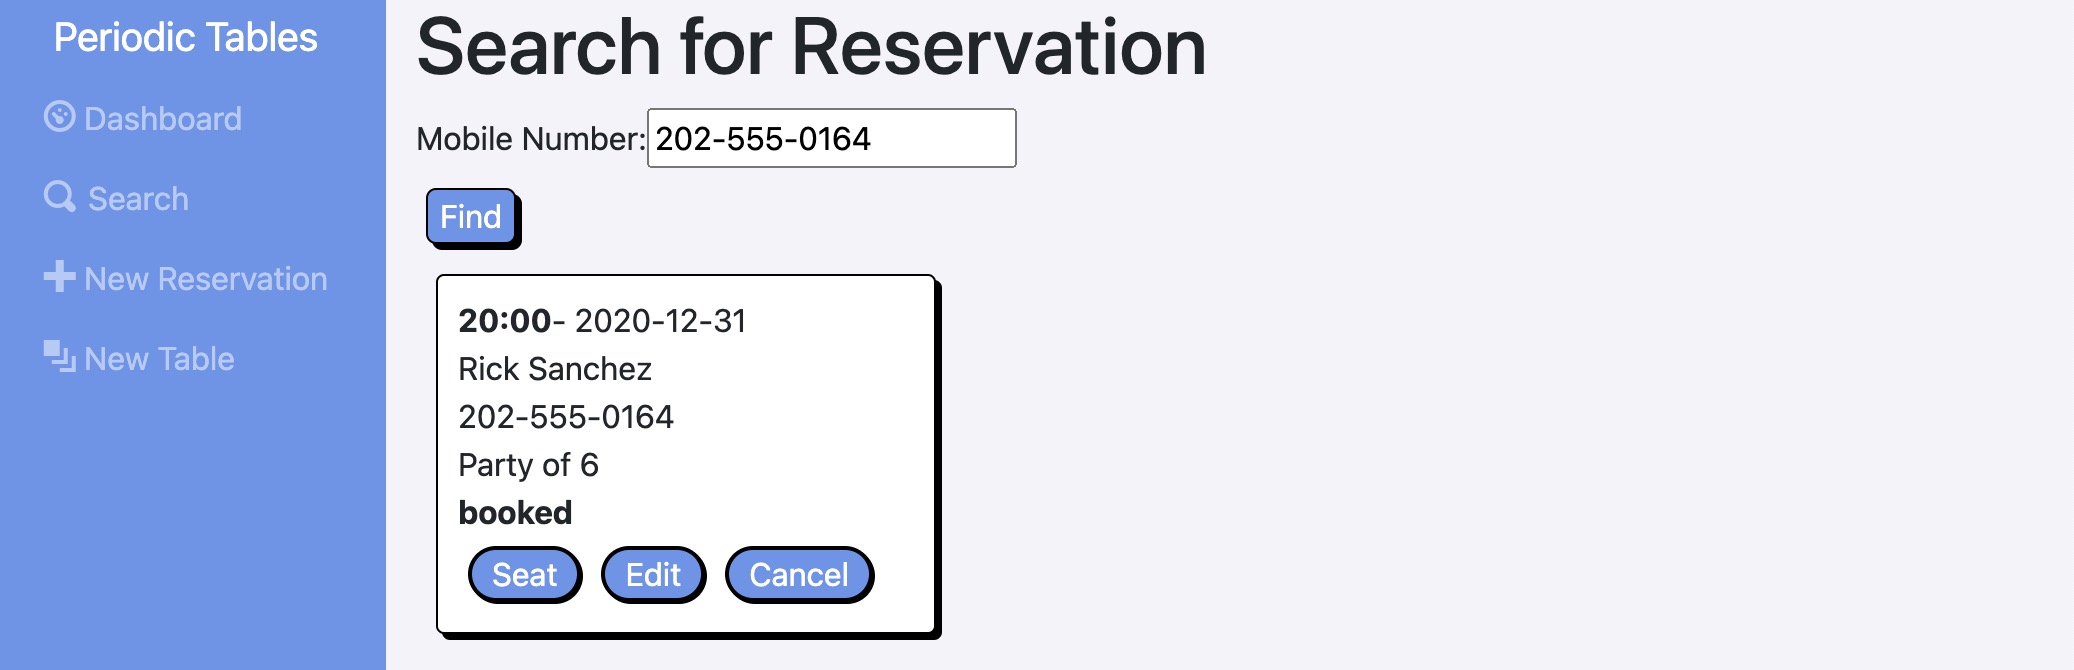 Periodic Tables
Dashboard
Search
New Reservation
New Table
Search for Reservation
Mobile Number: 202-555-0164
Find
20:00- 2020-12-31
Rick Sanchez
202-555-0164
Party of 6
booked
Seat Edit Cancel